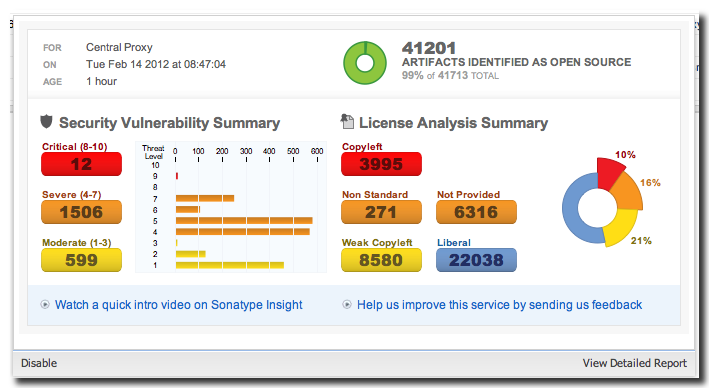 FOR Central Proxy
ON Tue Feb 14 2012 at 08:47:04
AGE 1 hour
41201
ARTIFACTS IDENTIFIED AS OPEN SOURCE
99% of 41713 TOTAL
Security Vulnerability Summary
Critical (8-10)
12
Severe (4-7)
1506
Moderate (1-3)
599
Threat Level 0 100 200 300 400 500 600
10
9
8
7
6
5
4
3
2
1
License Analysis Summary
Copyleft
3995
Non Standard Not Provided
271 6316
Weak Copyleft Liberal
8580 22038
10%
16%
21%
Watch a quick intro video on Sonatype Insight
Help us improve this service by sending us feedback
Disable View Detailed Report